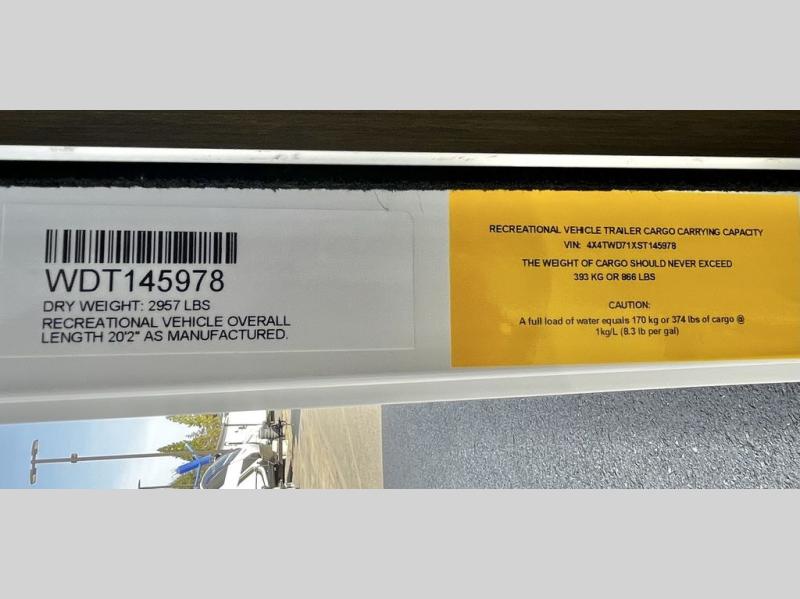 WDT145978
DRY WEIGHT: 2957 LBS
RECREATIONAL VEHICLE OVERALL
LENGTH 20'2" AS MANUFACTURED.
RECREATIONAL VEHICLE TRAILER CARGO CARRYING CAPACITY
VIN: 4X4TWD71XST145978
THE WEIGHT OF CARGO SHOULD NEVER EXCEED
393 KG OR 866 LBS
CAUTION:
A full load of water equals 170 kg or 374 lbs of cargo @
1kg/L (8.3 lb per gal)